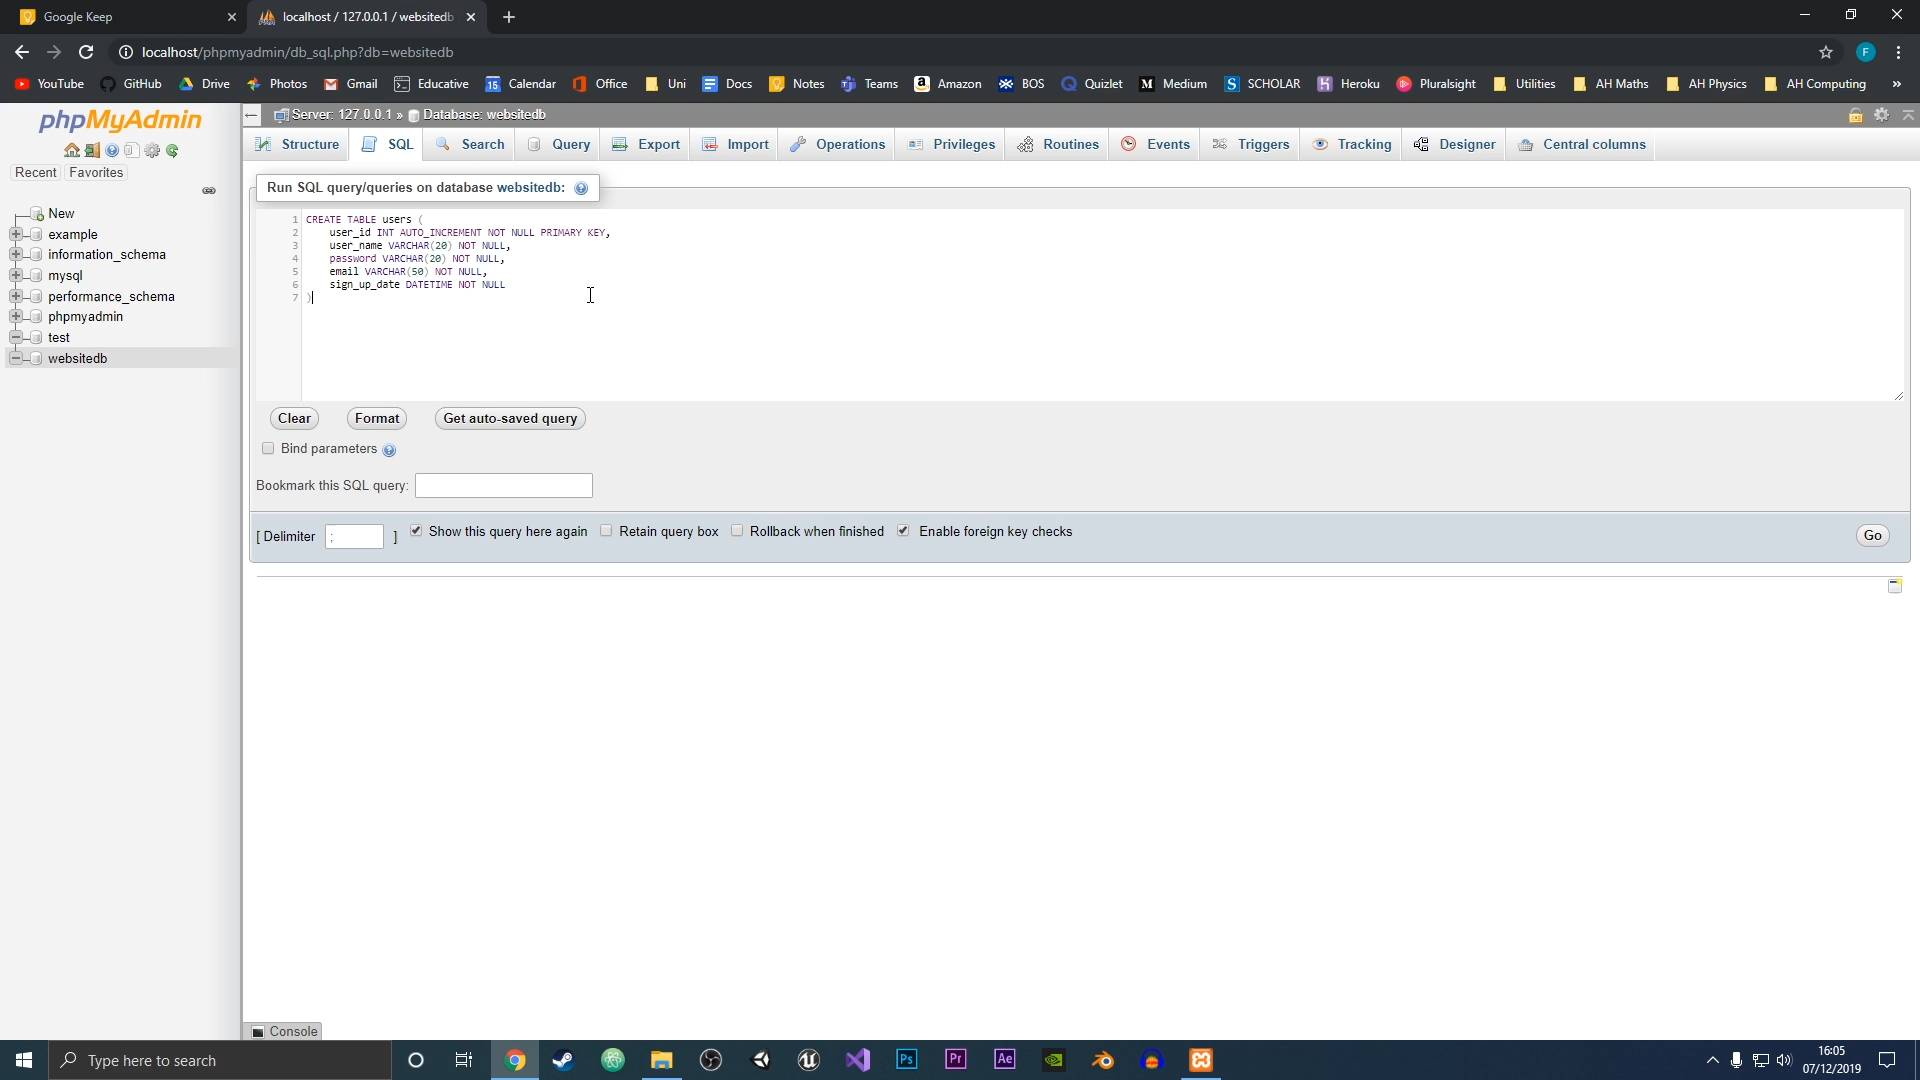 Google Keep
localhost / 127.0.0.1 / websitedb
localhost/phpmyadmin/db_sql.php?db=websitedb
F
YouTube GitHub Drive Photos Gmail Educative 15 Calendar Office Uni Docs Notes Teams a Amazon BOS Quizlet M Medium S SCHOLAR H Heroku Pluralsight Utilities AH Maths AH Physics AH Computing »
phpMyAdmin
Server: 127.0.0.1 » Database: websitedb
Structure SQL Search Query Export Import Operations Privileges Routines Events Triggers Tracking Designer Central columns
Recent Favorites
New
example
information_schema
mysql
performance_schema
phpmyadmin
test
websitedb
Run SQL query/queries on database websitedb:
1 CREATE TABLE users (
2 user_id INT AUTO_INCREMENT NOT NULL PRIMARY KEY,
3 user_name VARCHAR(20) NOT NULL,
4 password VARCHAR(20) NOT NULL,
5 email VARCHAR(50) NOT NULL,
6 sign_up_date DATETIME NOT NULL
7 )
Clear Format Get auto-saved query
Bind parameters
Bookmark this SQL query:
[ Delimiter ; ] Show this query here again Retain query box Rollback when finished Enable foreign key checks
Go
Console
Type here to search
Ps Pr Ae
16:05
07/12/2019